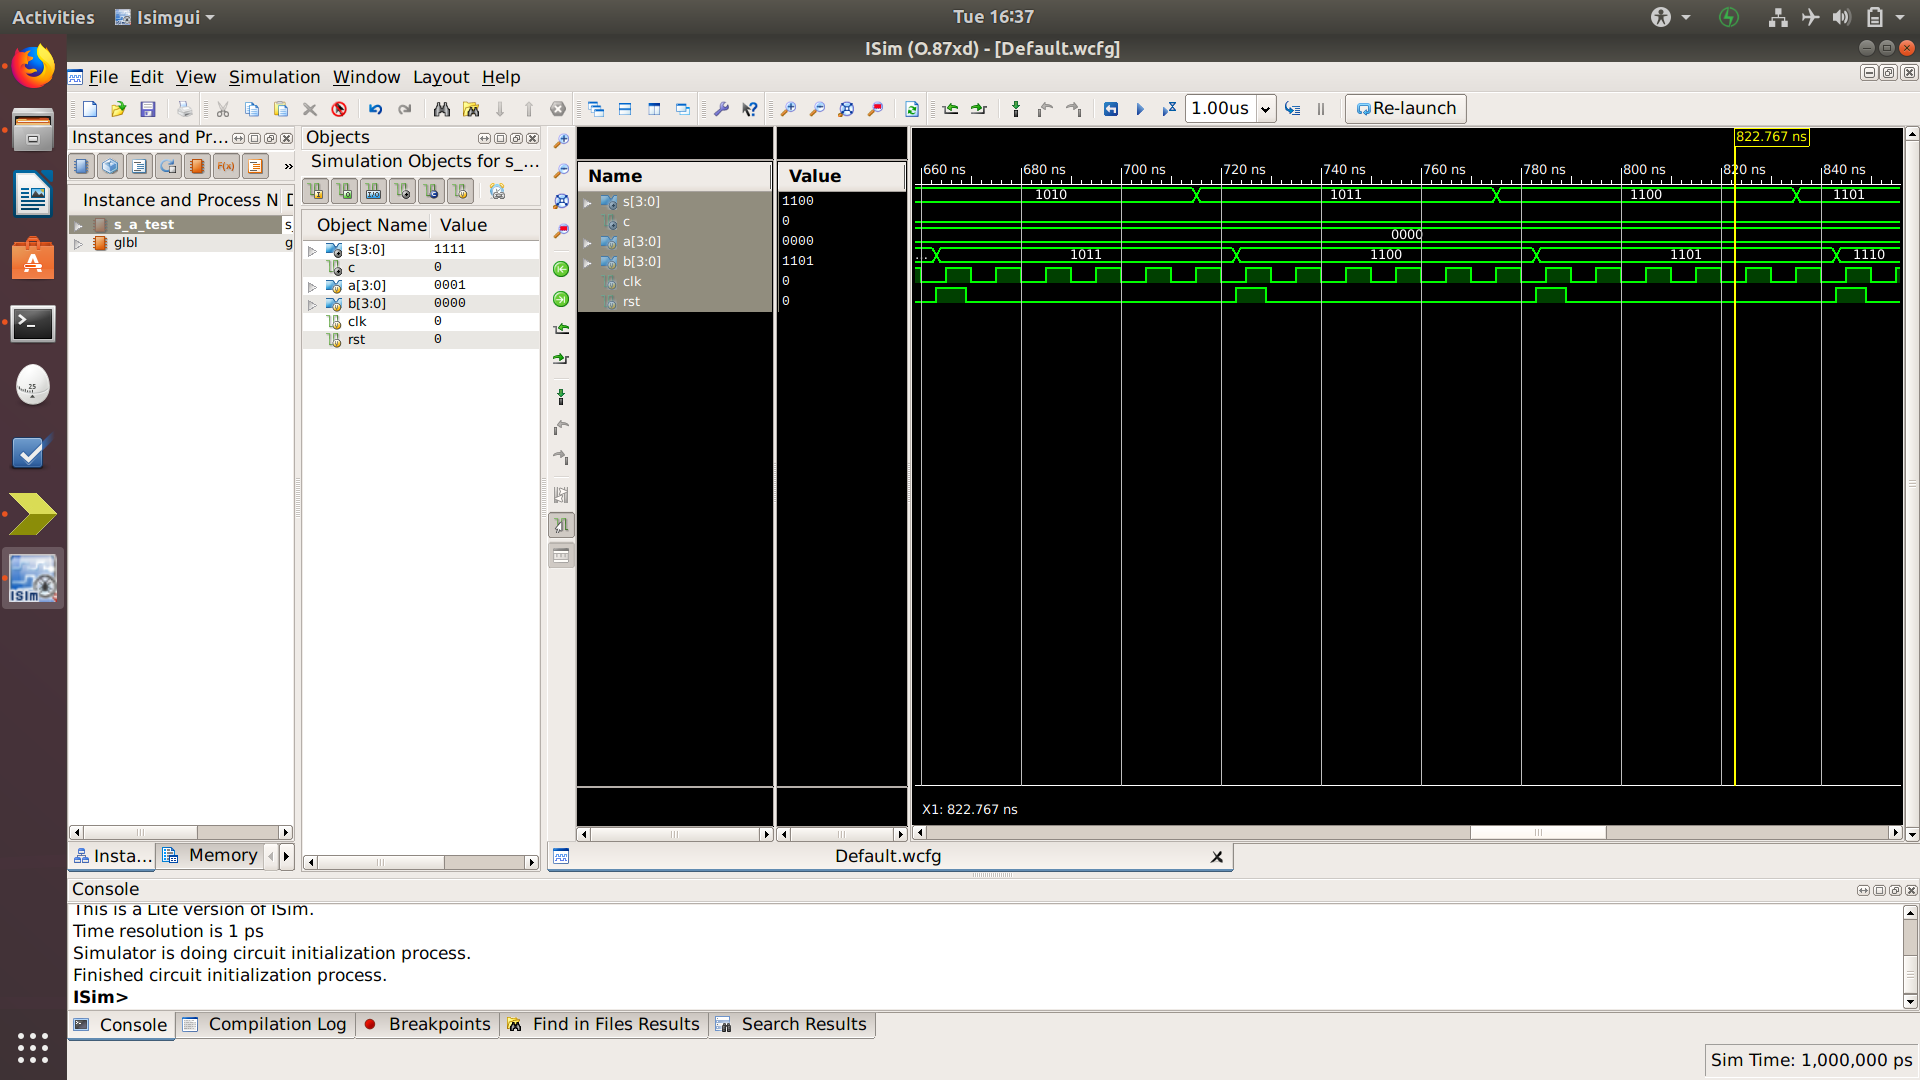 Activities Isimgui Tue 16:37
ISim (O.87xd) - [Default.wcfg]
File Edit View Simulation Window Layout Help
1.00us Re-launch
Instances and Pr... Objects
Simulation Objects for s_...
F(x) »
Instance and Process N D
s_a_test s_
glbl g
Object Name Value
s[3:0] 1111
c 0
a[3:0] 0001
b[3:0] 0000
clk 0
rst 0
Name Value
s[3:0] 1100
c 0
a[3:0] 0000
b[3:0] 1101
clk 0
rst 0
822.767 ns
660 ns 680 ns 700 ns 720 ns 740 ns 760 ns 780 ns 800 ns 820 ns 840 ns
1010 1011 1100 1101
0000
... 1011 1100 1101 1110
X1: 822.767 ns
Insta... Memory
Default.wcfg
Console
This is a Lite version of ISim.
Time resolution is 1 ps
Simulator is doing circuit initialization process.
Finished circuit initialization process.
ISim>
Console Compilation Log Breakpoints Find in Files Results Search Results
Sim Time: 1,000,000 ps
25
ISim